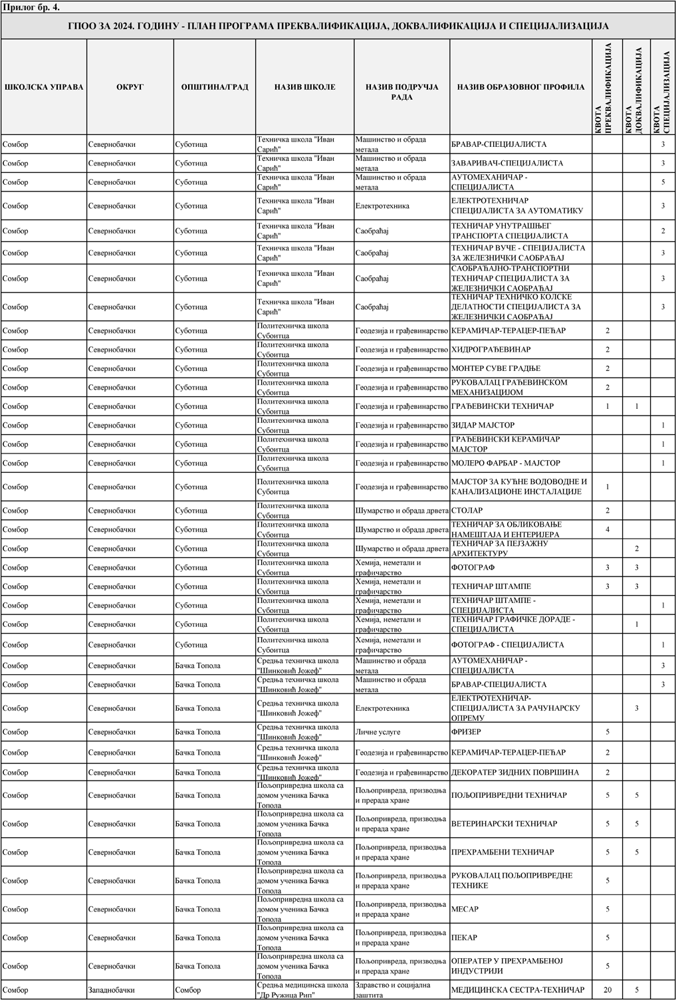 Прилог бр. 4.
ГПОО ЗА 2024. ГОДИНУ - ПЛАН ПРОГРАМА ПРЕКВАЛИФИКАЦИЈА, ДОКВАЛИФИКАЦИЈА И СПЕЦИЈАЛИЗАЦИЈА
ШКОЛСКА УПРАВА ОКРУГ ОПШТИНА/ГРАД НАЗИВ ШКОЛЕ НАЗИВ ПОДРУЧЈА РАДА НАЗИВ ОБРАЗОВНОГ ПРОФИЛА КВОТА ПРЕКВАЛИФИКАЦИЈА КВОТА ДОКВАЛИФИКАЦИЈА КВОТА СПЕЦИЈАЛИЗАЦИЈА
Сомбор Севернобачки Суботица Техничка школа "Иван Сарић" Машинство и обрада метала БРАВАР-СПЕЦИЈАЛИСТА 3
Сомбор Севернобачки Суботица Техничка школа "Иван Сарић" Машинство и обрада метала ЗАВАРИВАЧ-СПЕЦИЈАЛИСТА 3
Сомбор Севернобачки Суботица Техничка школа "Иван Сарић" Машинство и обрада метала АУТОМЕХАНИЧАР - СПЕЦИЈАЛИСТА 5
Сомбор Севернобачки Суботица Техничка школа "Иван Сарић" Електротехника ЕЛЕКТРОТЕХНИЧАР СПЕЦИЈАЛИСТА ЗА АУТОМАТИКУ 3
Сомбор Севернобачки Суботица Техничка школа "Иван Сарић" Саобраћај ТЕХНИЧАР УНУТРАШЊЕГ ТРАНСПОРТА СПЕЦИЈАЛИСТА 2
Сомбор Севернобачки Суботица Техничка школа "Иван Сарић" Саобраћај ТЕХНИЧАР ВУЧЕ - СПЕЦИЈАЛИСТА ЗА ЖЕЛЕЗНИЧКИ САОБРАЋАЈ 3
Сомбор Севернобачки Суботица Техничка школа "Иван Сарић" Саобраћај САОБРАЋАЈНО-ТРАНСПОРТНИ ТЕХНИЧАР СПЕЦИЈАЛИСТА ЗА ЖЕЛЕЗНИЧКИ САОБРАЋАЈ 3
Сомбор Севернобачки Суботица Техничка школа "Иван Сарић" Саобраћај ТЕХНИЧАР ТЕХНИЧКО КОЛСКЕ ДЕЛАТНОСТИ СПЕЦИЈАЛИСТА ЗА ЖЕЛЕЗНИЧКИ САОБРАЋАЈ 3
Сомбор Севернобачки Суботица Политехничка школа Субоитца Геодезија и грађевинарство КЕРАМИЧАР-ТЕРАЦЕР-ПЕЋАР 2
Сомбор Севернобачки Суботица Политехничка школа Субоитца Геодезија и грађевинарство ХИДРОГРАЂЕВИНАР 2
Сомбор Севернобачки Суботица Политехничка школа Субоитца Геодезија и грађевинарство МОНТЕР СУВЕ ГРАДЊЕ 2
Сомбор Севернобачки Суботица Политехничка школа Субоитца Геодезија и грађевинарство РУКОВАЛАЦ ГРАЂЕВИНСКОМ МЕХАНИЗАЦИЈОМ 2
Сомбор Севернобачки Суботица Политехничка школа Субоитца Геодезија и грађевинарство ГРАЂЕВИНСКИ ТЕХНИЧАР 1 1
Сомбор Севернобачки Суботица Политехничка школа Субоитца Геодезија и грађевинарство ЗИДАР МАЈСТОР 1
Сомбор Севернобачки Суботица Политехничка школа Субоитца Геодезија и грађевинарство ГРАЂЕВИНСКИ КЕРАМИЧАР МАЈСТОР 1
Сомбор Севернобачки Суботица Политехничка школа Субоитца Геодезија и грађевинарство МОЛЕРО ФАРБАР - МАЈСТОР 1
Сомбор Севернобачки Суботица Политехничка школа Субоитца Геодезија и грађевинарство МАЈСТОР ЗА КУЋНЕ ВОДОВОДНЕ И КАНАЛИЗАЦИОНЕ ИНСТАЛАЦИЈЕ 1
Сомбор Севернобачки Суботица Политехничка школа Субоитца Шумарство и обрада дрвета СТОЛАР 2
Сомбор Севернобачки Суботица Политехничка школа Субоитца Шумарство и обрада дрвета ТЕХНИЧАР ЗА ОБЛИКОВАЊЕ НАМЕШТАЈА И ЕНТЕРИЈЕРА 4
Сомбор Севернобачки Суботица Политехничка школа Субоитца Шумарство и обрада дрвета ТЕХНИЧАР ЗА ПЕЈЗАЖНУ АРХИТЕКТУРУ 2
Сомбор Севернобачки Суботица Политехничка школа Субоитца Хемија, неметали и графичарство ФОТОГРАФ 3 3
Сомбор Севернобачки Суботица Политехничка школа Субоитца Хемија, неметали и графичарство ТЕХНИЧАР ШТАМПЕ 3 3
Сомбор Севернобачки Суботица Политехничка школа Субоитца Хемија, неметали и графичарство ТЕХНИЧАР ШТАМПЕ - СПЕЦИЈАЛИСТА 1
Сомбор Севернобачки Суботица Политехничка школа Субоитца Хемија, неметали и графичарство ТЕХНИЧАР ГРАФИЧКЕ ДОРАДЕ - СПЕЦИЈАЛИСТА 1
Сомбор Севернобачки Суботица Политехничка школа Субоитца Хемија, неметали и графичарство ФОТОГРАФ - СПЕЦИЈАЛИСТА 1
Сомбор Севернобачки Бачка Топола Средња техничка школа "Шинковић Јожеф" Машинство и обрада метала АУТОМЕХАНИЧАР - СПЕЦИЈАЛИСТА 3
Сомбор Севернобачки Бачка Топола Средња техничка школа "Шинковић Јожеф" Машинство и обрада метала БРАВАР-СПЕЦИЈАЛИСТА 3
Сомбор Севернобачки Бачка Топола Средња техничка школа "Шинковић Јожеф" Електротехника ЕЛЕКТРОТЕХНИЧАР-СПЕЦИЈАЛИСТА ЗА РАЧУНАРСКУ ОПРЕМУ 3
Сомбор Севернобачки Бачка Топола Средња техничка школа "Шинковић Јожеф" Личне услуге ФРИЗЕР 5
Сомбор Севернобачки Бачка Топола Средња техничка школа "Шинковић Јожеф" Геодезија и грађевинарство КЕРАМИЧАР-ТЕРАЦЕР-ПЕЋАР 2
Сомбор Севернобачки Бачка Топола Средња техничка школа "Шинковић Јожеф" Геодезија и грађевинарство ДЕКОРАТЕР ЗИДНИХ ПОВРШИНА 2
Сомбор Севернобачки Бачка Топола Пољопривредна школа са домом ученика Бачка Топола Пољопривреда, призводња и прерада хране ПОЉОПРИВРЕДНИ ТЕХНИЧАР 5 5
Сомбор Севернобачки Бачка Топола Пољопривредна школа са домом ученика Бачка Топола Пољопривреда, призводња и прерада хране ВЕТЕРИНАРСКИ ТЕХНИЧАР 5 5
Сомбор Севернобачки Бачка Топола Пољопривредна школа са домом ученика Бачка Топола Пољопривреда, призводња и прерада хране ПРЕХРАМБЕНИ ТЕХНИЧАР 5 5
Сомбор Севернобачки Бачка Топола Пољопривредна школа са домом ученика Бачка Топола Пољопривреда, призводња и прерада хране РУКОВАЛАЦ ПОЉОПРИВРЕДНЕ ТЕХНИКЕ 5
Сомбор Севернобачки Бачка Топола Пољопривредна школа са домом ученика Бачка Топола Пољопривреда, призводња и прерада хране МЕСАР 5
Сомбор Севернобачки Бачка Топола Пољопривредна школа са домом ученика Бачка Топола Пољопривреда, призводња и прерада хране ПЕКАР 5
Сомбор Севернобачки Бачка Топола Пољопривредна школа са домом ученика Бачка Топола Пољопривреда, призводња и прерада хране ОПЕРАТЕР У ПРЕХРАМБЕНОЈ ИНДУСТРИЈИ 5
Сомбор Западнобачки Сомбор Средња медицинска школа "Др Ружица Рип" Здравство и социјална заштита МЕДИЦИНСКА СЕСТРА-ТЕХНИЧАР 20 5